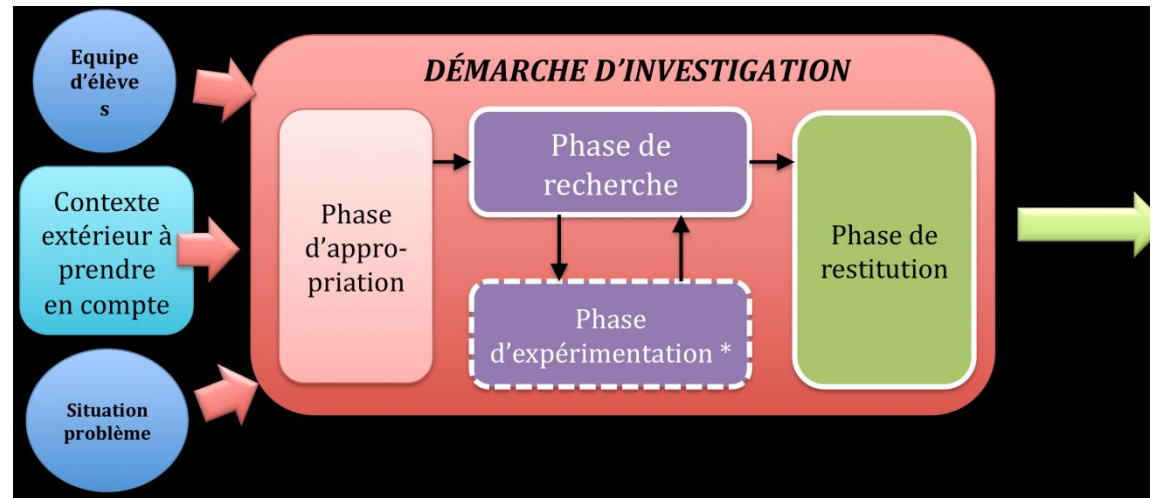 Equipe
d'élève
s
DÉMARCHE D'INVESTIGATION
Contexte
extérieur à
prendre
en compte
Phase
d'appro-
priation
Phase de
recherche
Phase
d'expérimentation *
Phase de
restitution
Situation
problème